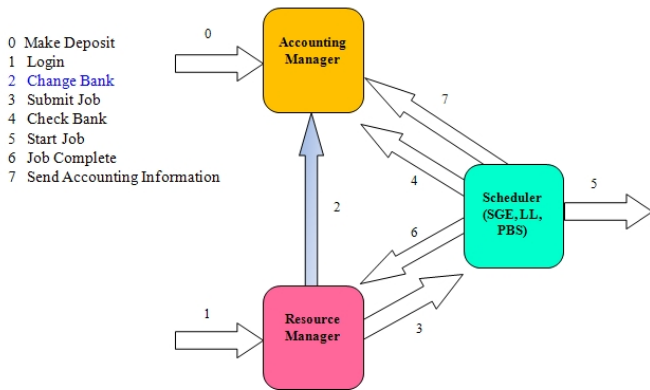 0 Make Deposit
1 Login
2 Change Bank
3 Submit Job
4 Check Bank
5 Start Job
6 Job Complete
7 Send Accounting Information
0
Accounting
Manager
7
4
Scheduler
(SGE, LL,
PBS)
5
2
6
1
Resource
Manager
3